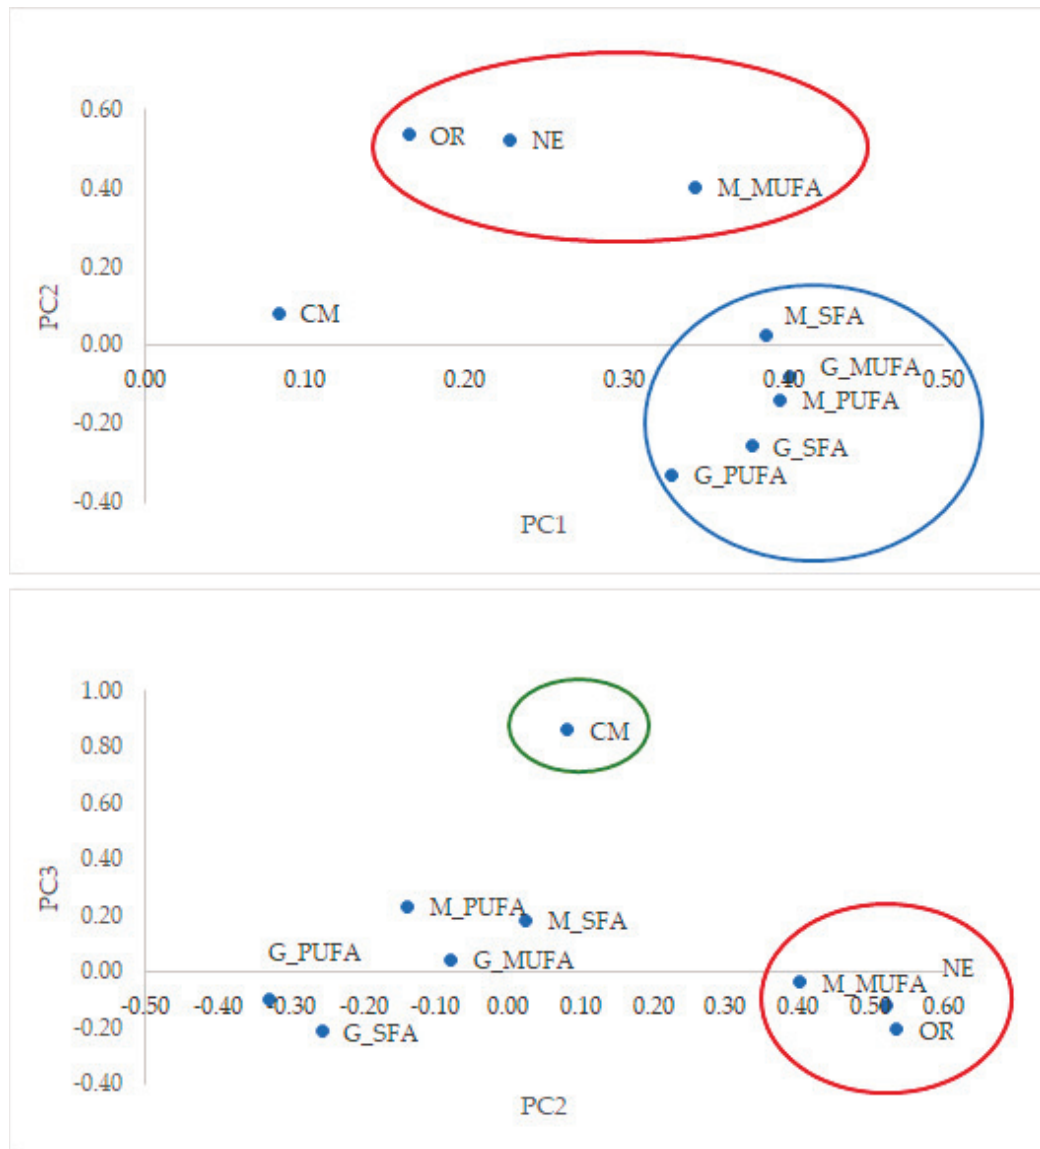 0.60
OR
NE
0.40
M_MUFA
0.20
PC2
CM
M_SFA
0.00
0.00 0.10 0.20 0.30 0.40 0.50
G_MUFA
M_PUFA
-0.20
G_SFA
G_PUFA
-0.40
PC1
1.00
CM
0.80
0.60
0.40
PC3
0.20
M_PUFA
M_SFA
G_PUFA
G_MUFA
0.00
NE
M_MUFA
-0.50 -0.40 -0.30 -0.20 -0.10 0.00 0.10 0.20 0.30 0.40 0.50 0.60
-0.20
G_SFA
OR
-0.40
PC2